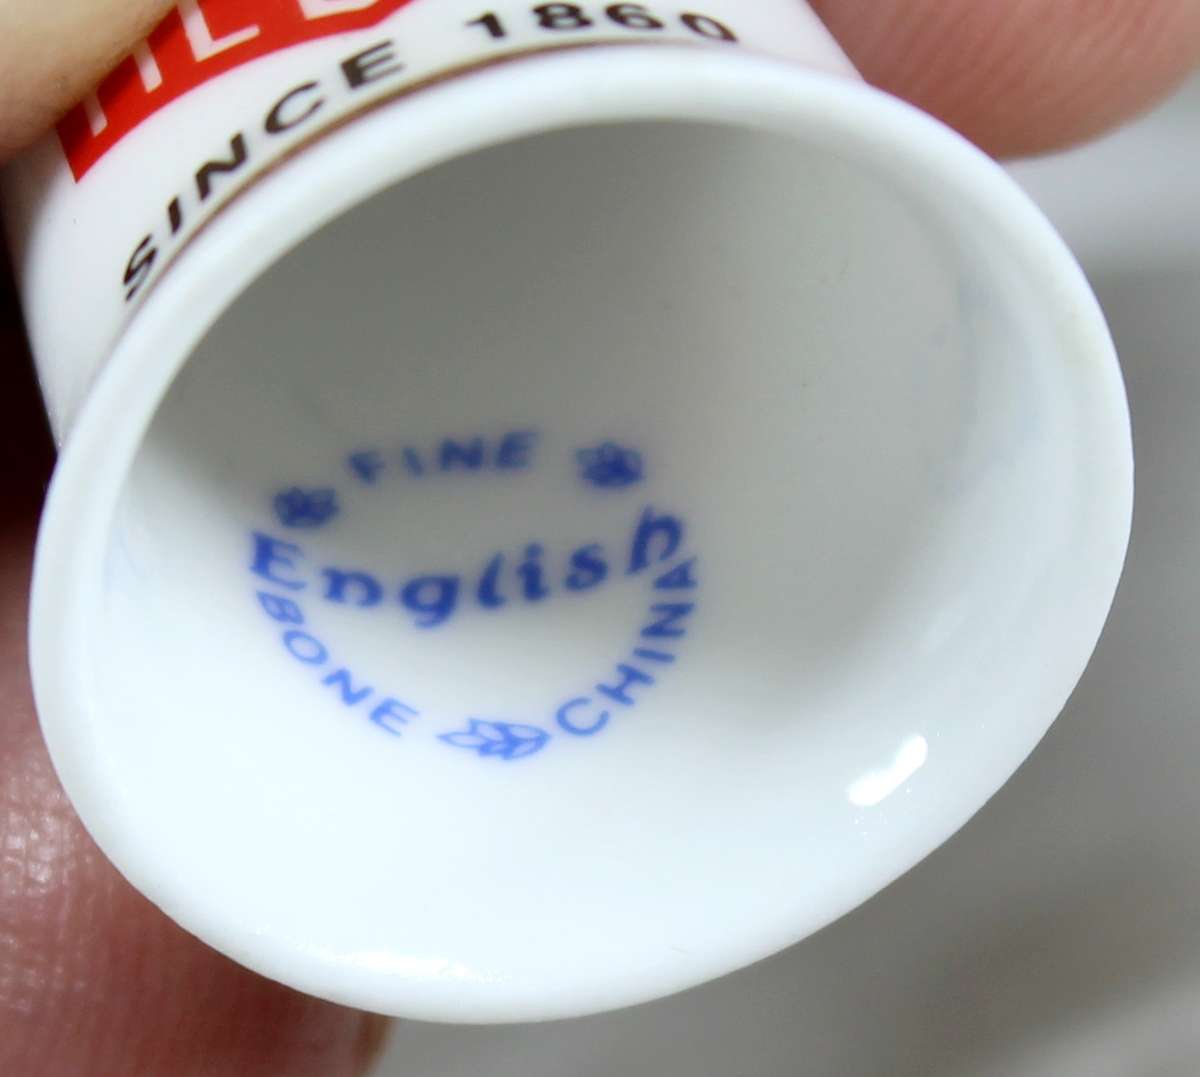 SINCE 1860
FINE
English
BONE CHINA